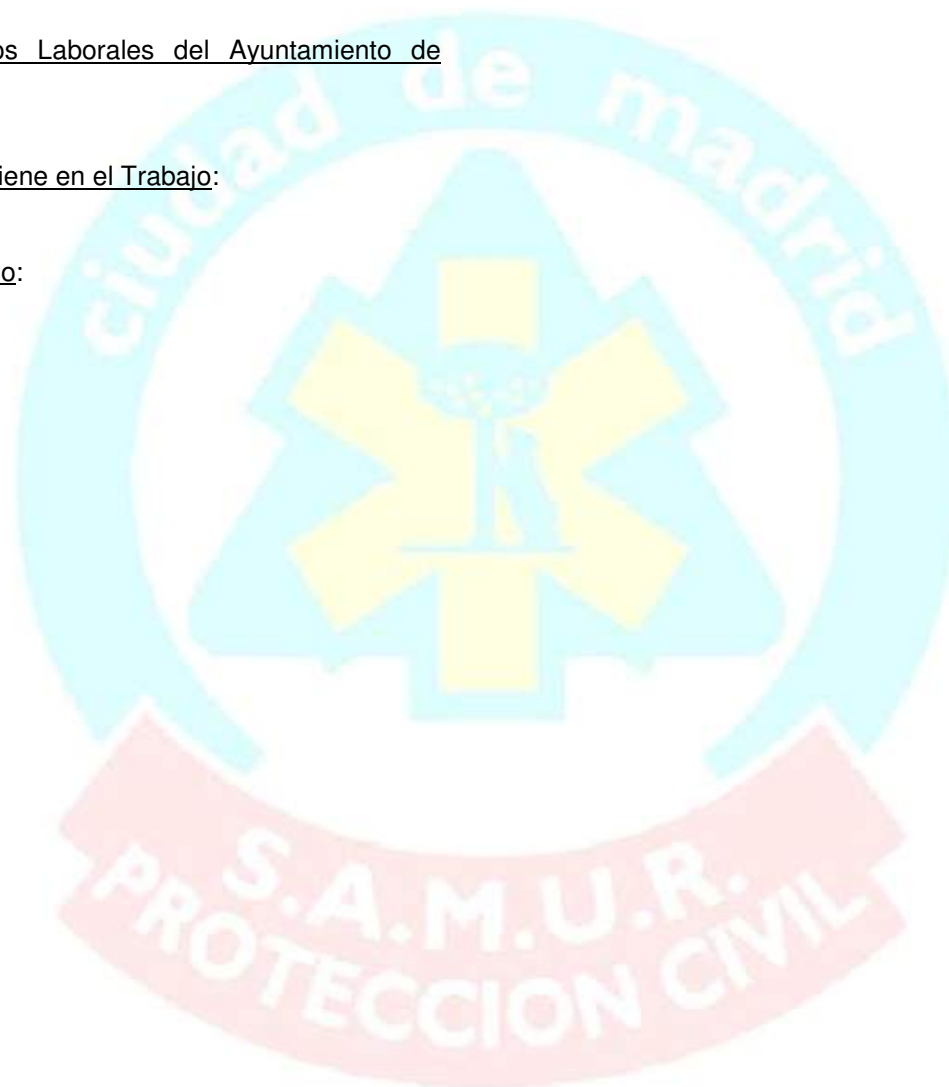 os Laborales del Ayuntamiento de
iene en el Trabajo:
o:
ciudad de madrid
S.A.M.U.R.
PROTECCION CIVIL